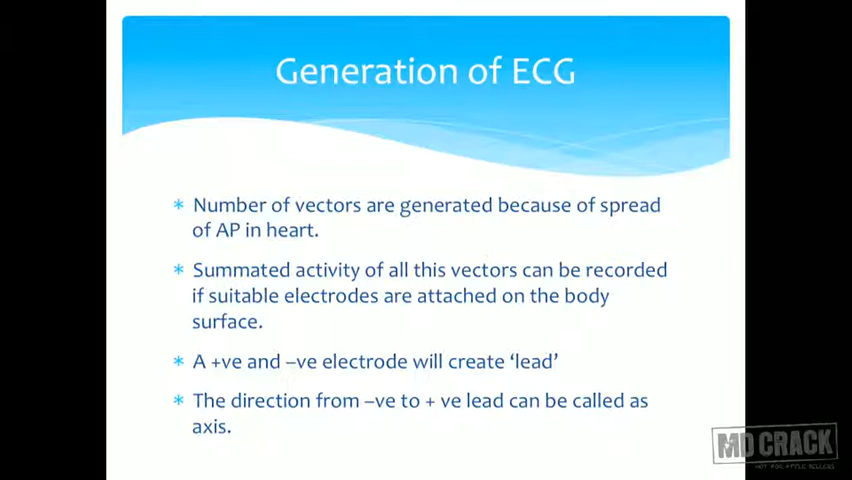 Generation of ECG
* Number of vectors are generated because of spread
of AP in heart.
* Summated activity of all this vectors can be recorded
if suitable electrodes are attached on the body
surface.
* A +ve and –ve electrode will create ‘lead’
* The direction from –ve to + ve lead can be called as
axis.
MD CRACK